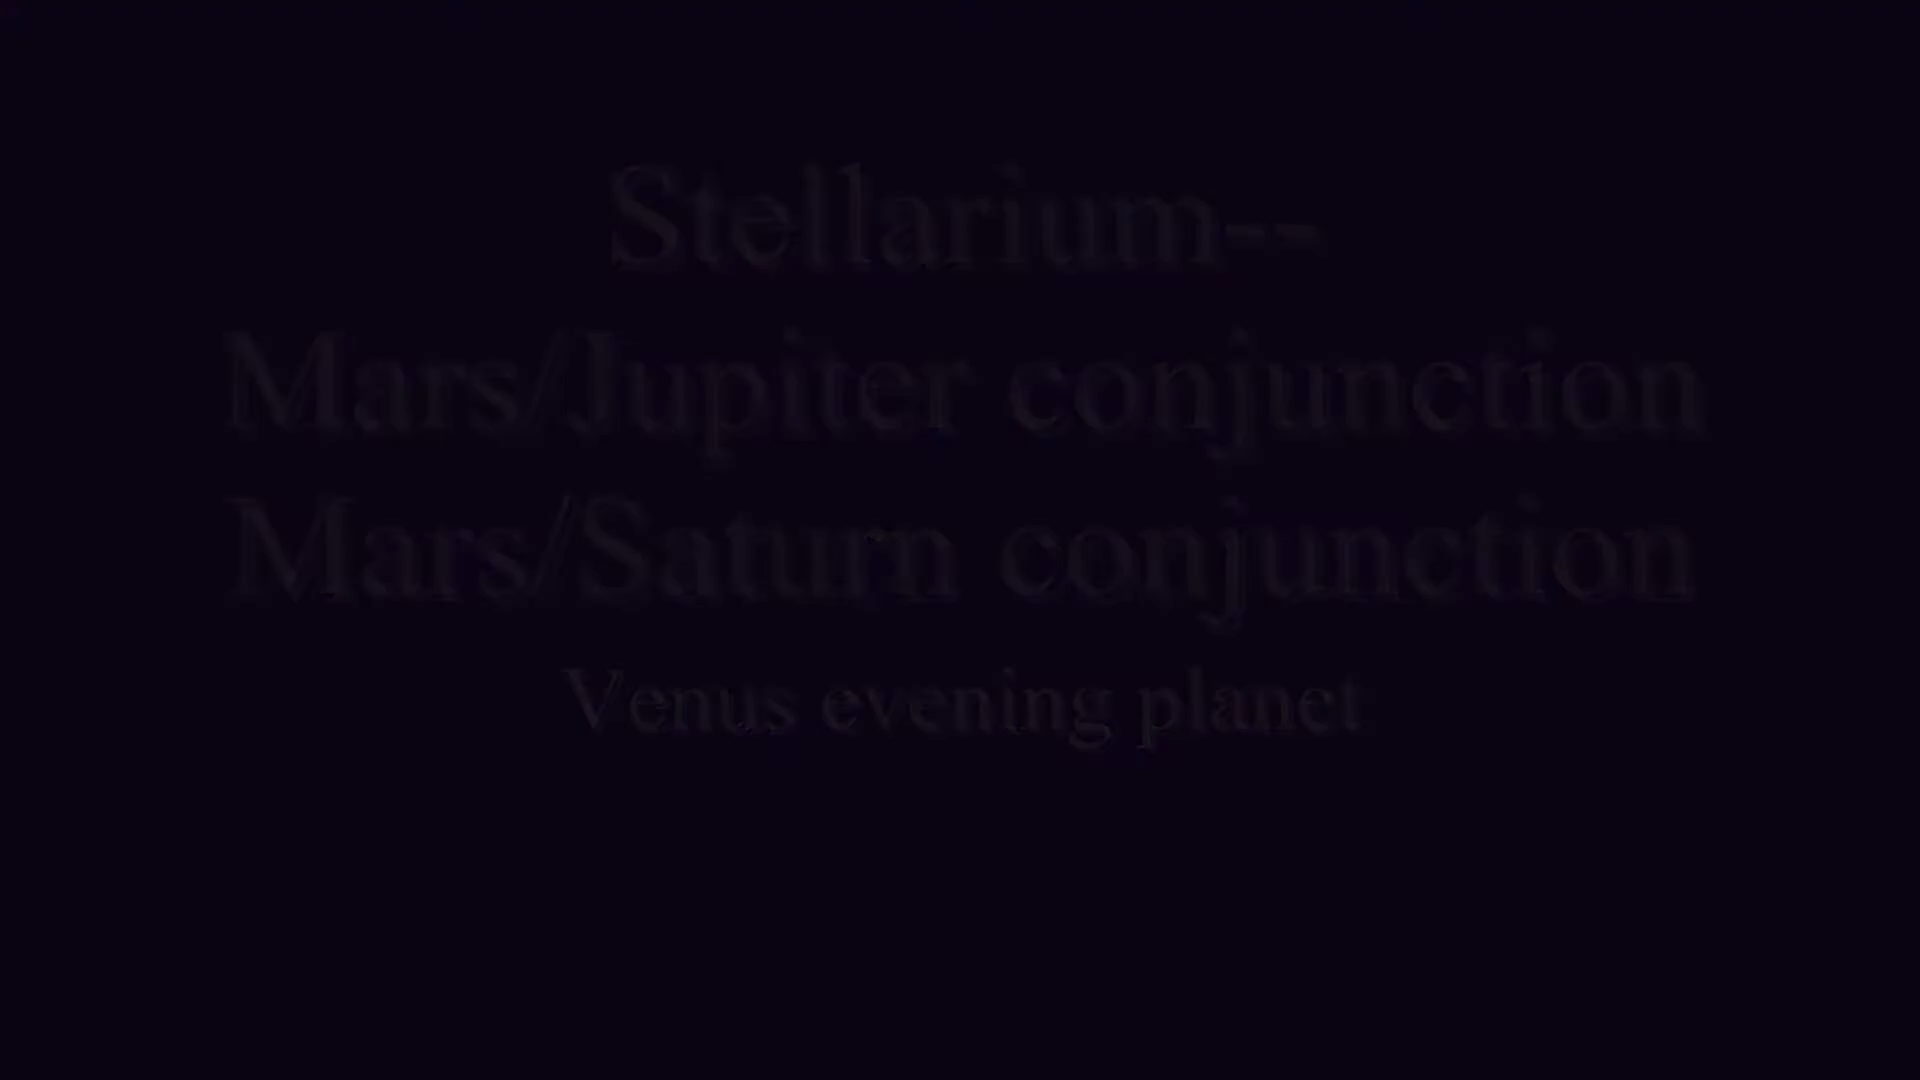 Stellarium--
Mars/Jupiter conjunction
Mars/Saturn conjunction
Venus evening planet